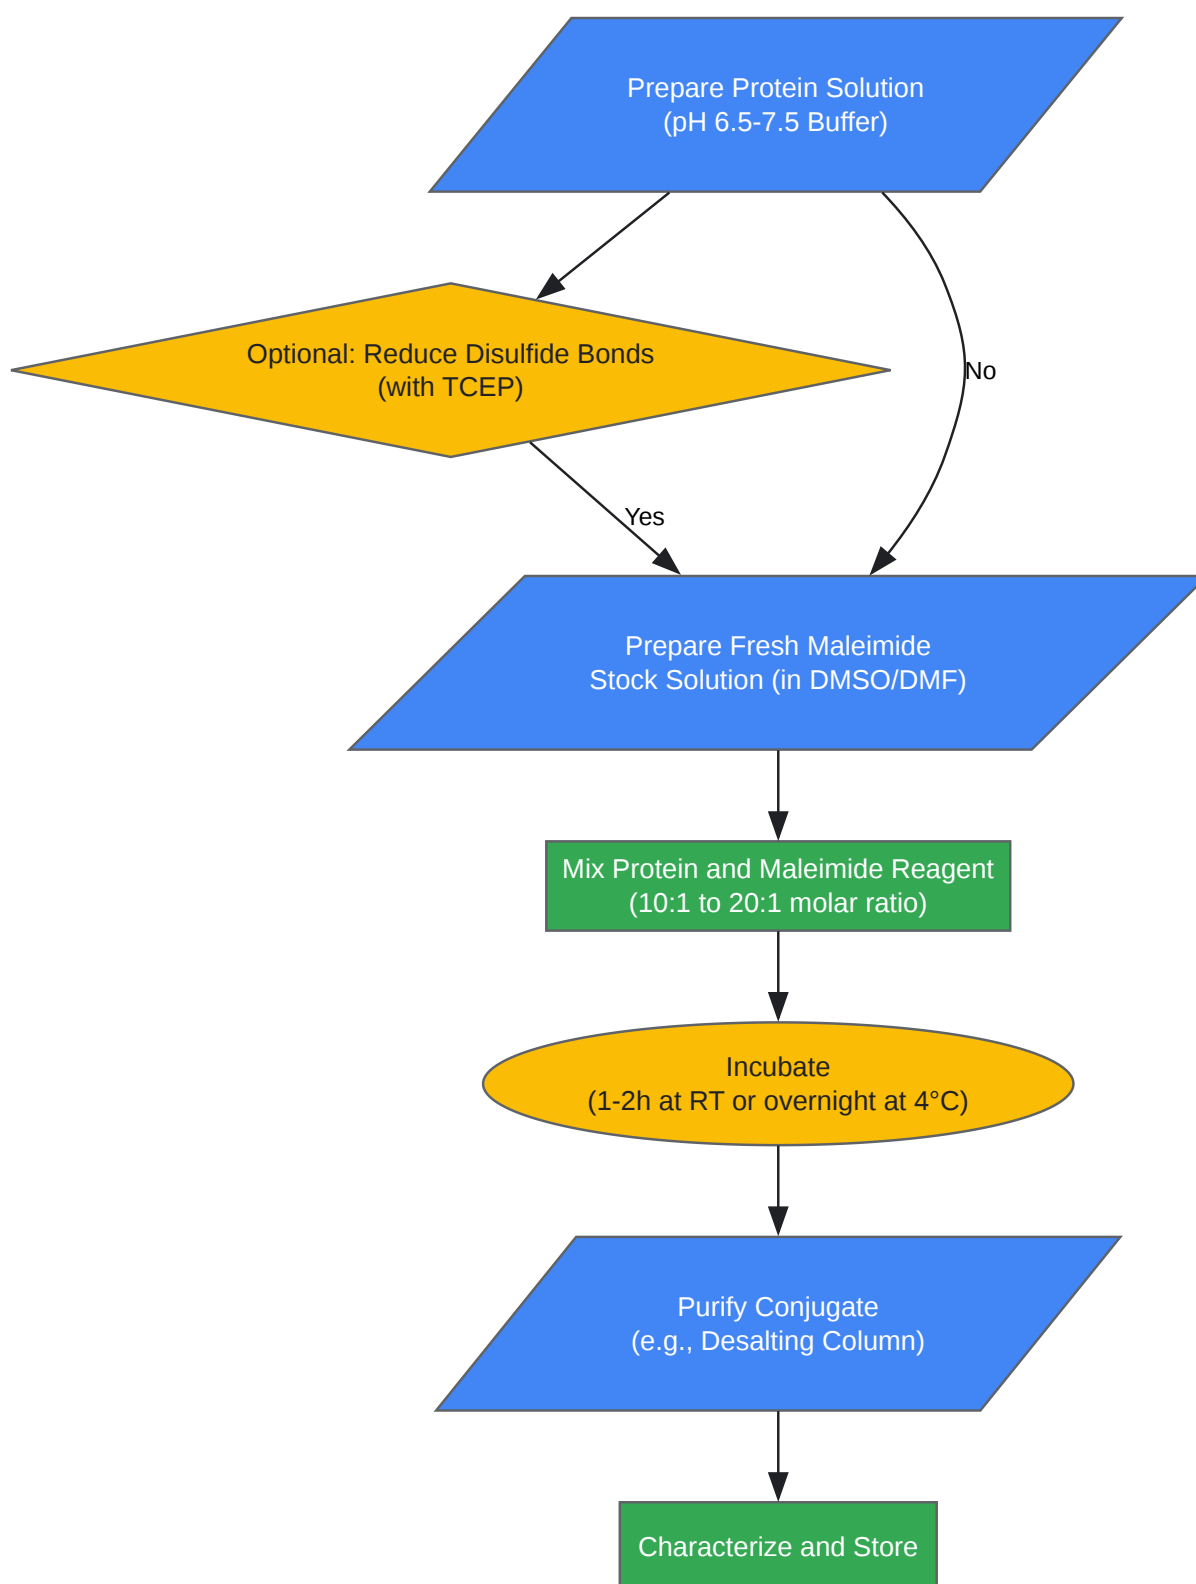 Prepare Protein Solution
(pH 6.5-7.5 Buffer)
Optional: Reduce Disulfide Bonds
(with TCEP)
No
Yes
Prepare Fresh Maleimide
Stock Solution (in DMSO/DMF)
Mix Protein and Maleimide Reagent
(10:1 to 20:1 molar ratio)
Incubate
(1-2h at RT or overnight at 4°C)
Purify Conjugate
(e.g., Desalting Column)
Characterize and Store